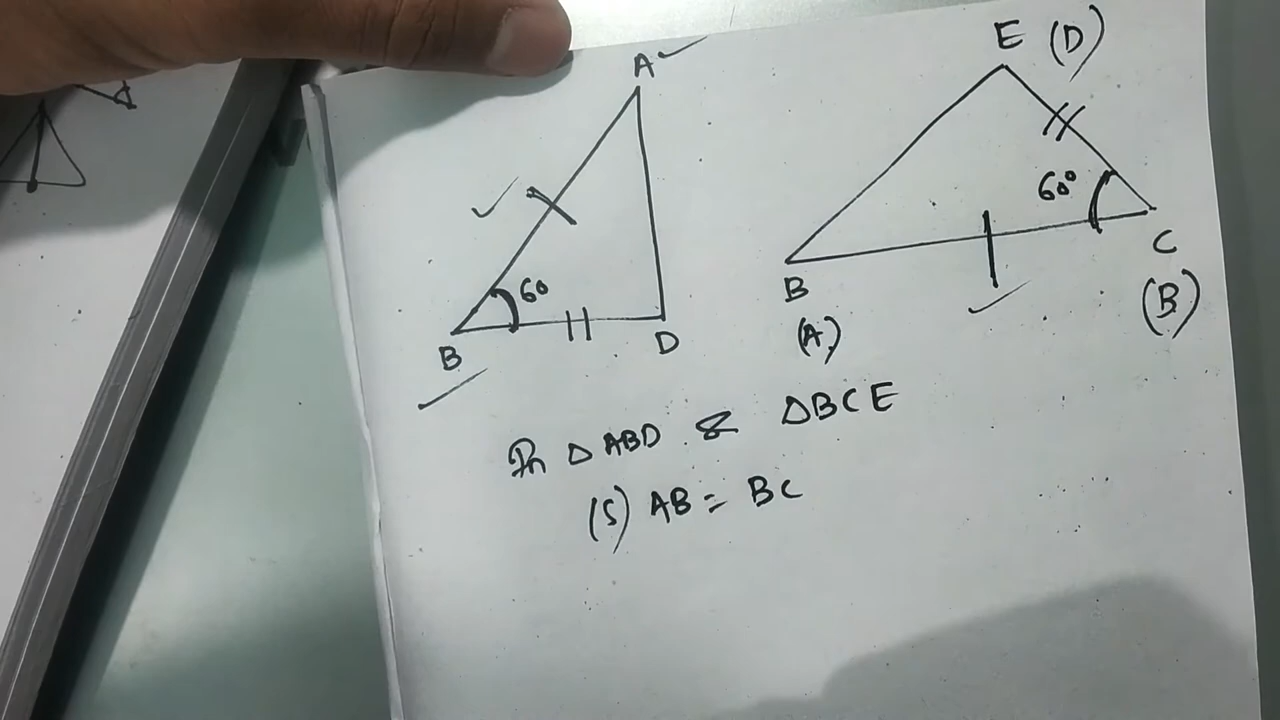 A
E (D)
60
60°
B
D
B
C
(A)
(B)
In △ ABD & △BCE
(S) AB = BC